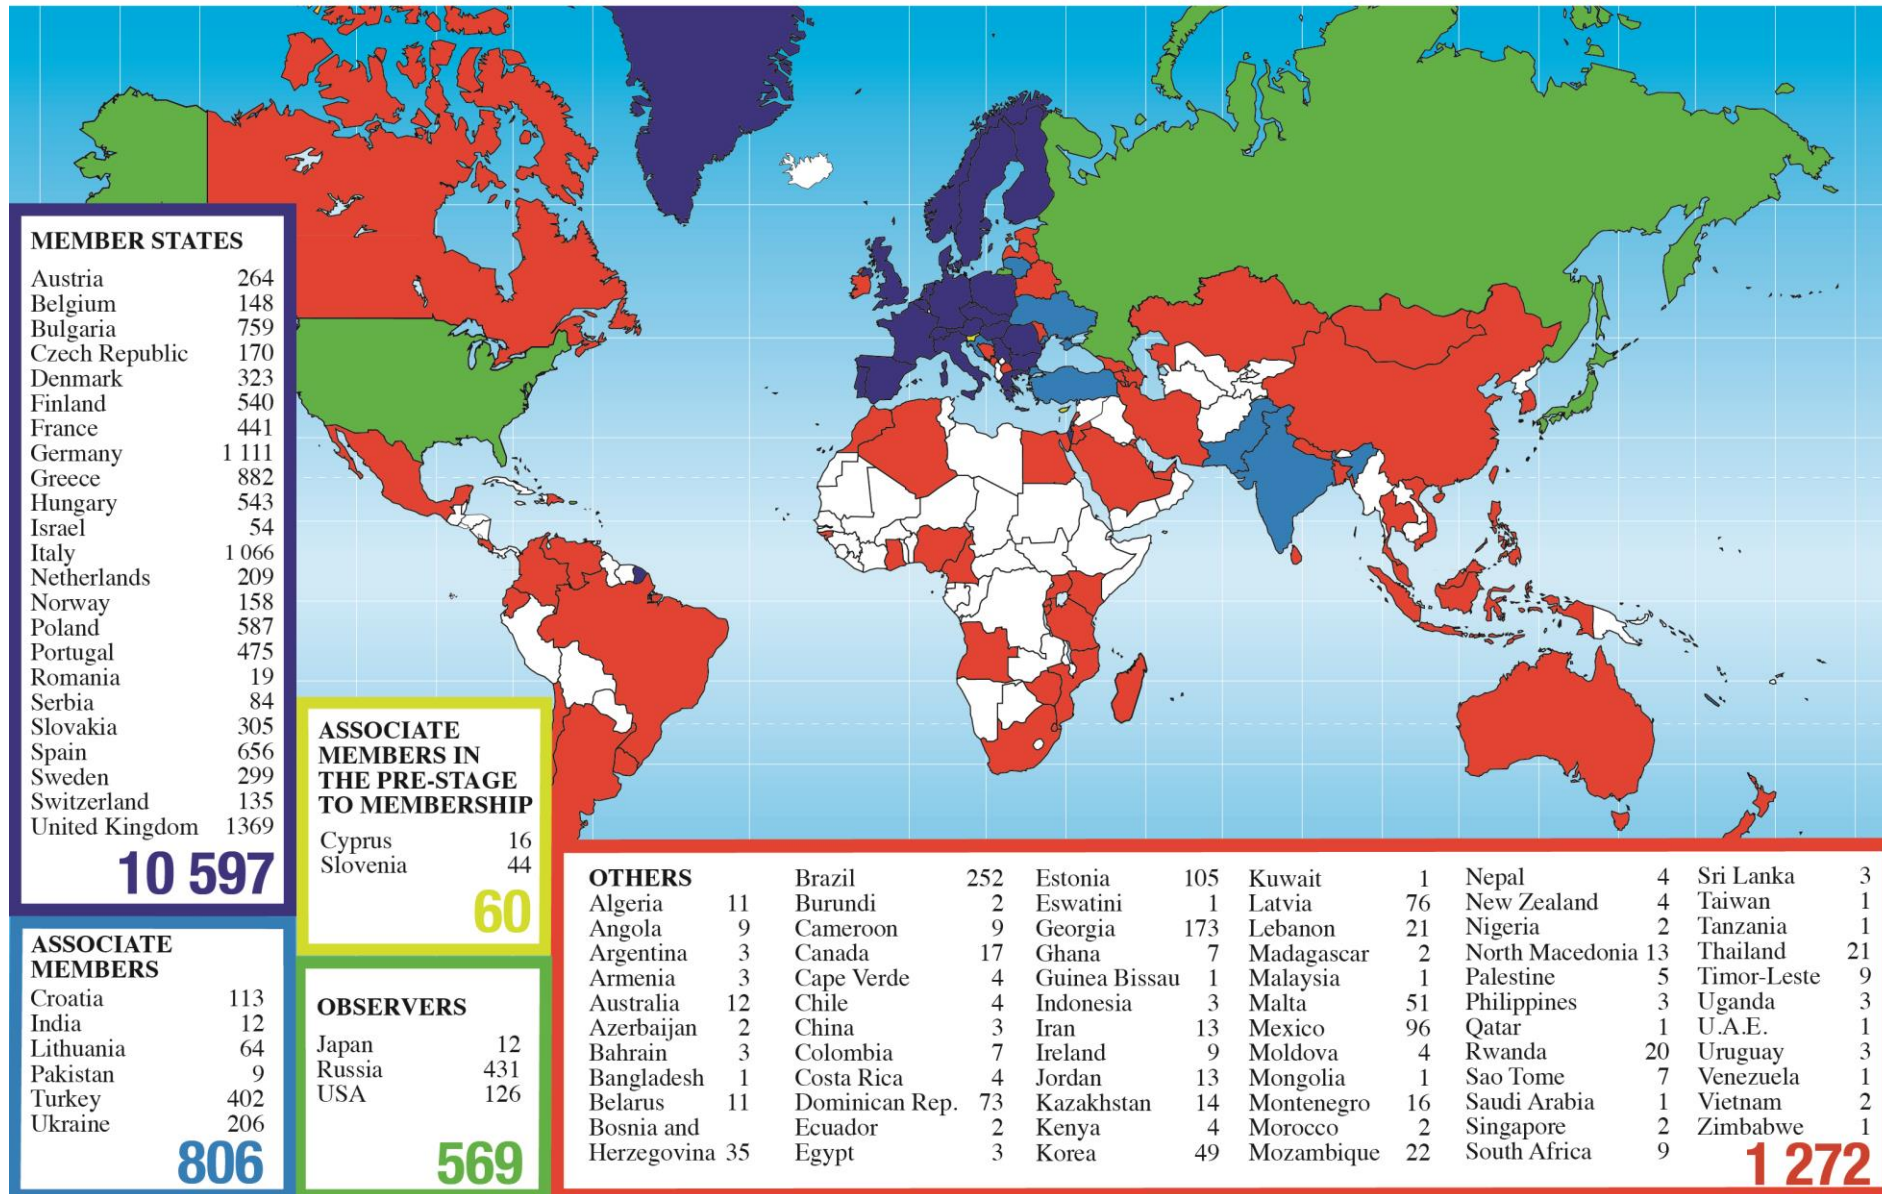 MEMBER STATES
Austria 264
Belgium 148
Bulgaria 759
Czech Republic 170
Denmark 323
Finland 540
France 441
Germany 1 111
Greece 882
Hungary 543
Israel 54
Italy 1 066
Netherlands 209
Norway 158
Poland 587
Portugal 475
Romania 19
Serbia 84
Slovakia 305
Spain 656
Sweden 299
Switzerland 135
United Kingdom 1369
10 597
ASSOCIATE
MEMBERS
Croatia 113
India 12
Lithuania 64
Pakistan 9
Turkey 402
Ukraine 206
806
ASSOCIATE
MEMBERS IN
THE PRE-STAGE
TO MEMBERSHIP
Cyprus 16
Slovenia 44
60
OBSERVERS
Japan 12
Russia 431
USA 126
569
OTHERS
Algeria 11
Angola 9
Argentina 3
Armenia 3
Australia 12
Azerbaijan 2
Bahrain 3
Bangladesh 1
Belarus 11
Bosnia and
Herzegovina 35
Brazil 252
Burundi 2
Cameroon 9
Canada 17
Cape Verde 4
Chile 4
China 3
Colombia 7
Costa Rica 4
Dominican Rep. 73
Ecuador 2
Egypt 3
Estonia 105
Eswatini 1
Georgia 173
Ghana 7
Guinea Bissau 1
Indonesia 3
Iran 13
Ireland 9
Jordan 13
Kazakhstan 14
Kenya 4
Korea 49
Kuwait 1
Latvia 76
Lebanon 21
Madagascar 2
Malaysia 1
Malta 51
Mexico 96
Moldova 4
Mongolia 1
Montenegro 16
Morocco 2
Mozambique 22
Nepal 4
New Zealand 4
Nigeria 2
North Macedonia 13
Palestine 5
Philippines 3
Qatar 1
Rwanda 20
Sao Tome 7
Saudi Arabia 1
Singapore 2
South Africa 9
Sri Lanka 3
Taiwan 1
Tanzania 1
Thailand 21
Timor-Leste 9
Uganda 3
U.A.E. 1
Uruguay 3
Venezuela 1
Vietnam 2
Zimbabwe 1
1 272